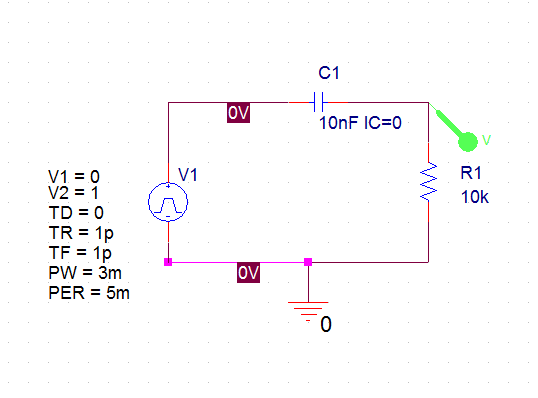 C1
0V
10nF IC=0
V
V1
R1
10k
V1 = 0
V2 = 1
TD = 0
TR = 1p
TF = 1p
PW = 3m
PER = 5m
0V
0